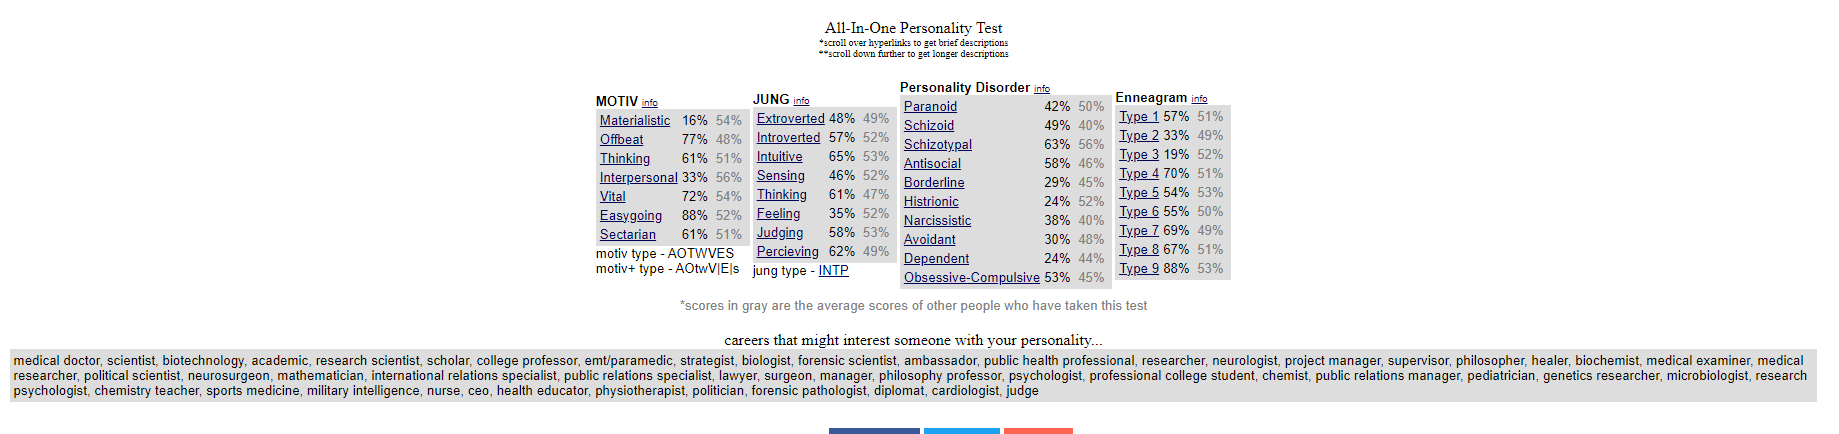 All-In-One Personality Test
*scroll over hyperlinks to get brief descriptions
**scroll down further to get longer descriptions
MOTIV info
Materialistic 16% 54%
Offbeat 77% 48%
Thinking 61% 51%
Interpersonal 33% 56%
Vital 72% 54%
Easygoing 88% 52%
Sectarian 61% 51%
motiv type - AOTWVES
motiv+ type - AOtwV|E|s
JUNG info
Extroverted 48% 49%
Introverted 57% 52%
Intuitive 65% 53%
Sensing 46% 52%
Thinking 61% 47%
Feeling 35% 52%
Judging 58% 53%
Percieving 62% 49%
jung type - INTP
Personality Disorder info
Paranoid 42% 50%
Schizoid 49% 40%
Schizotypal 63% 56%
Antisocial 58% 46%
Borderline 29% 45%
Histrionic 24% 52%
Narcissistic 38% 40%
Avoidant 30% 48%
Dependent 24% 44%
Obsessive-Compulsive 53% 45%
Enneagram info
Type 1 57% 51%
Type 2 33% 49%
Type 3 19% 52%
Type 4 70% 51%
Type 5 54% 53%
Type 6 55% 50%
Type 7 69% 49%
Type 8 67% 51%
Type 9 88% 53%
*scores in gray are the average scores of other people who have taken this test
careers that might interest someone with your personality...
medical doctor, scientist, biotechnology, academic, research scientist, scholar, college professor, emt/paramedic, strategist, biologist, forensic scientist, ambassador, public health professional, researcher, neurologist, project manager, supervisor, philosopher, healer, biochemist, medical examiner, medical
researcher, political scientist, neurosurgeon, mathematician, international relations specialist, public relations specialist, lawyer, surgeon, manager, philosophy professor, psychologist, professional college student, chemist, public relations manager, pediatrician, genetics researcher, microbiologist, research
psychologist, chemistry teacher, sports medicine, military intelligence, nurse, ceo, health educator, physiotherapist, politician, forensic pathologist, diplomat, cardiologist, judge